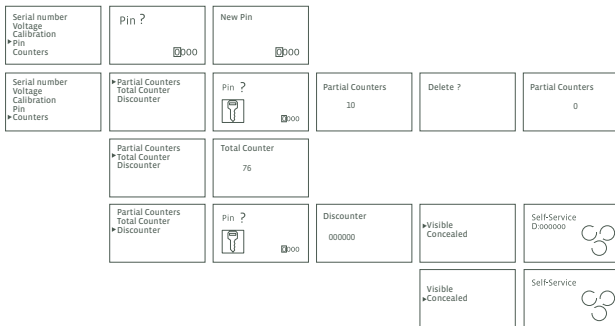 Serial number
Voltage
Calibration
▸Pin
Counters
Pin ?
0000
New Pin
0000
Serial number
Voltage
Calibration
Pin
▸Counters
▸Partial Counters
Total Counter
Discounter
Pin ?
0000
Partial Counters
10
Delete ?
Partial Counters
0
Partial Counters
▸Total Counter
Discounter
Total Counter
76
Partial Counters
Total Counter
▸Discounter
Pin ?
0000
Discounter
000000
▸Visible
Concealed
Self-Service
D:000000
Visible
▸Concealed
Self-Service